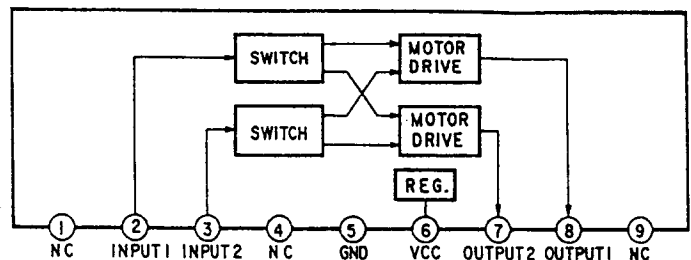 SWITCH
MOTOR
DRIVE
SWITCH
MOTOR
DRIVE
REG.
1 2 3 4 5 6 7 8 9
NC INPUT1 INPUT2 NC GND VCC OUTPUT2 OUTPUT1 NC